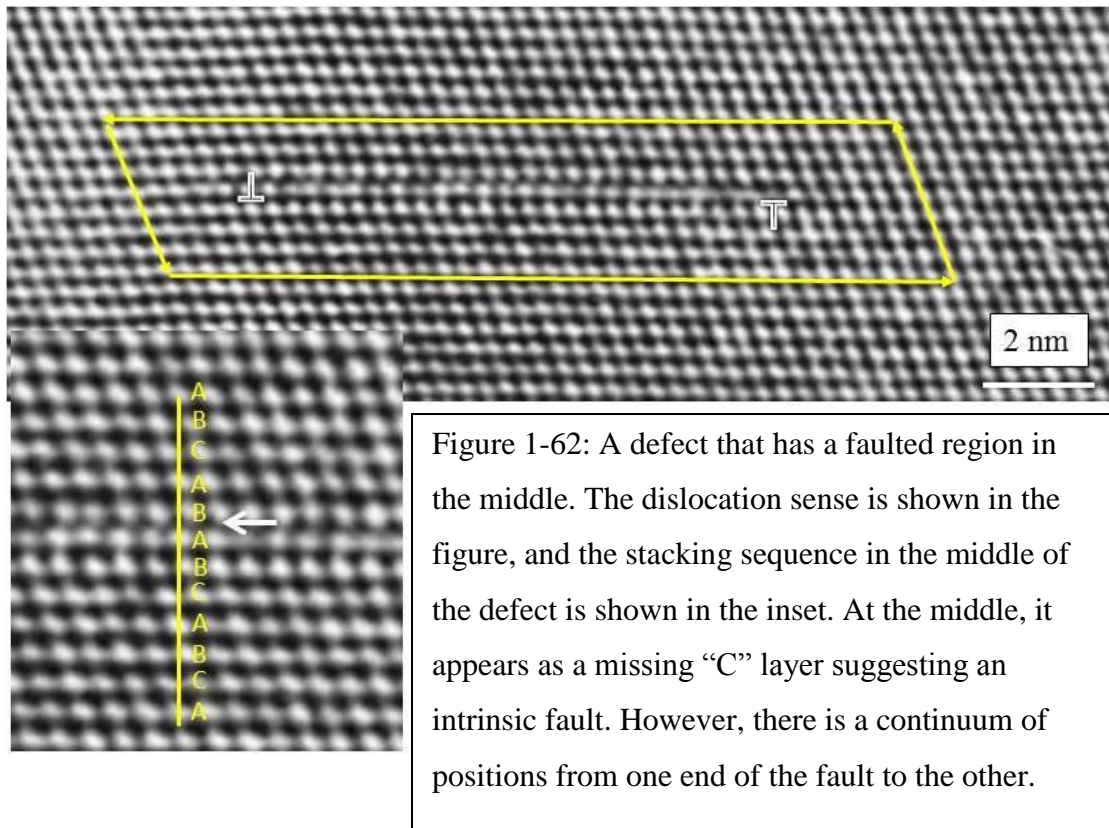 ⊥
T
2 nm
A
B
C
A
B
A
B
C
A
B
C
A
Figure 1-62: A defect that has a faulted region in
the middle. The dislocation sense is shown in the
figure, and the stacking sequence in the middle of
the defect is shown in the inset. At the middle, it
appears as a missing “C” layer suggesting an
intrinsic fault. However, there is a continuum of
positions from one end of the fault to the other.